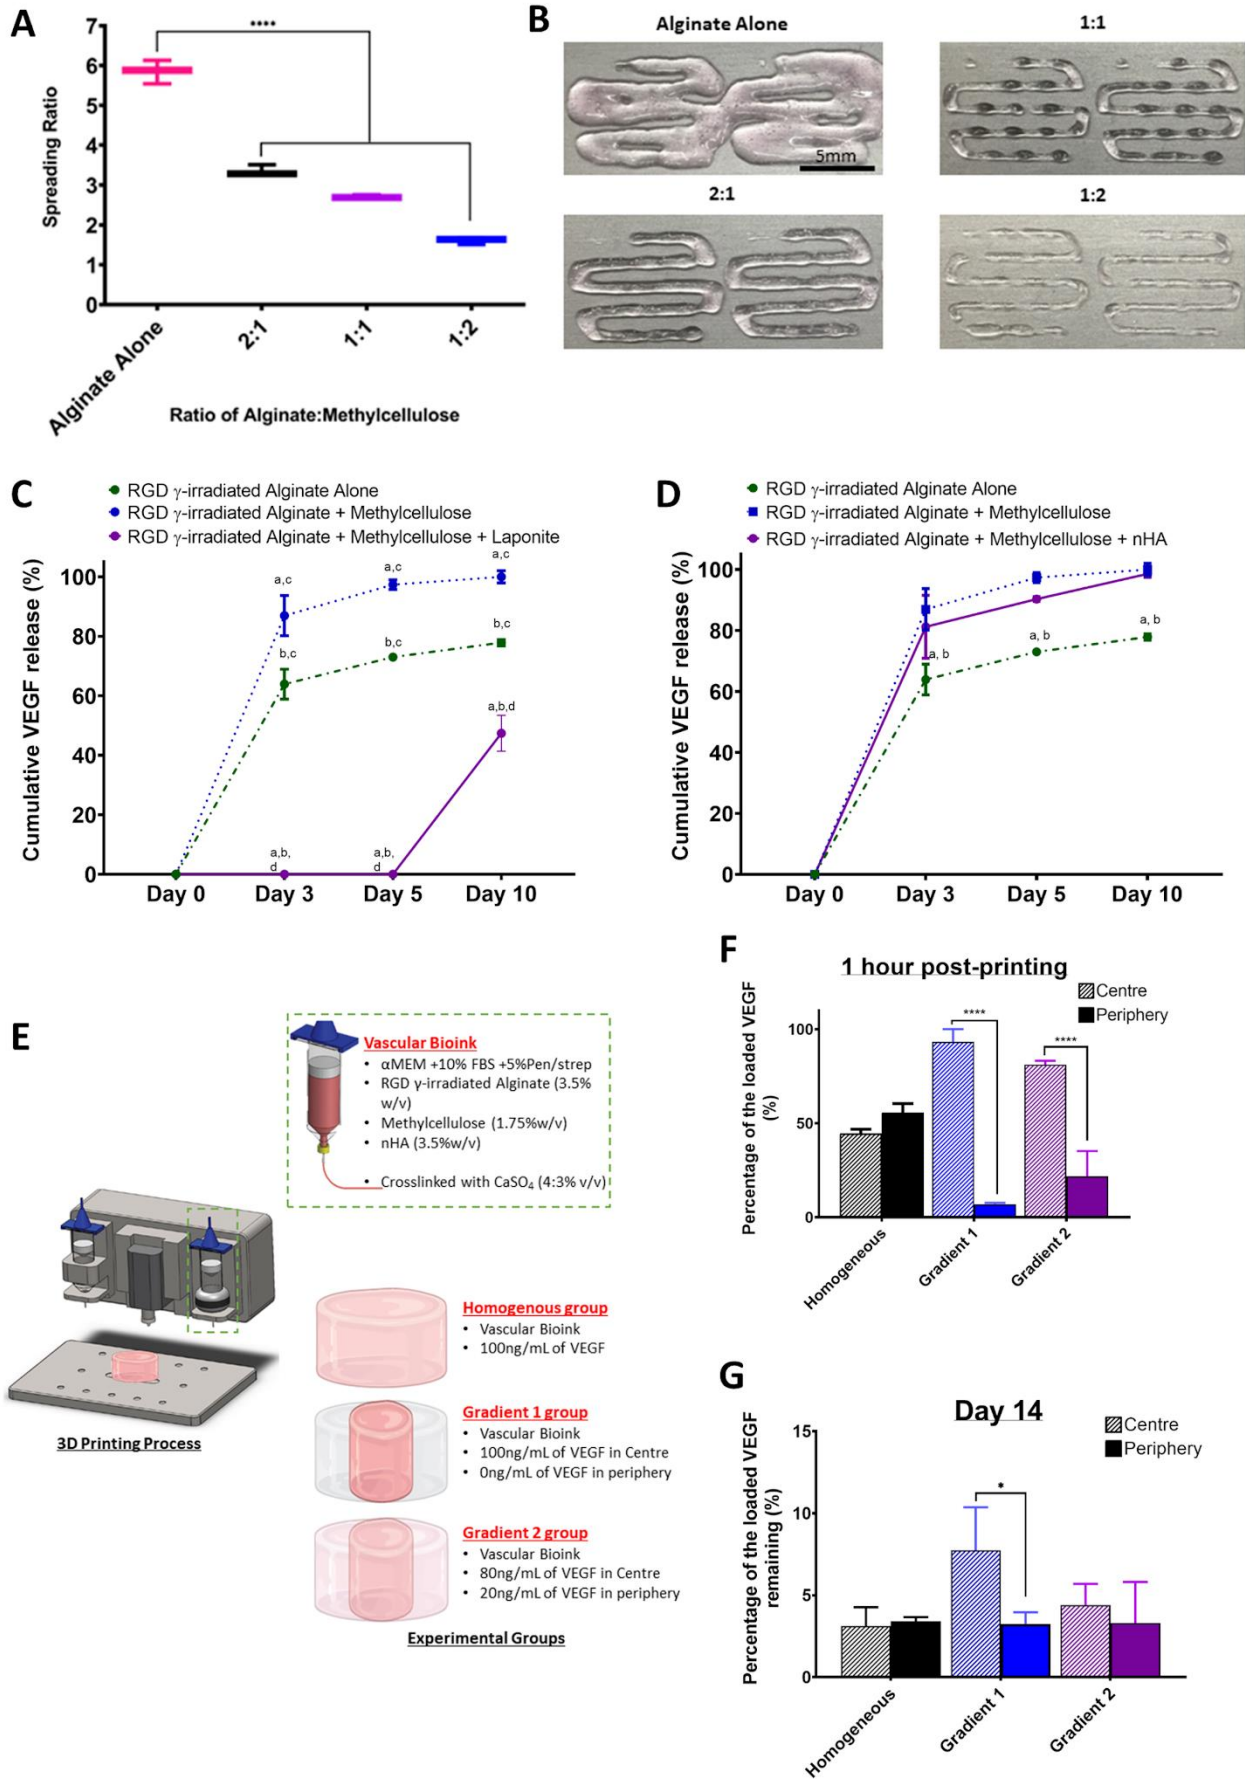 A
7
6
5
4
3
2
1
0
Spreading Ratio
****
Alginate Alone
2:1
1:1
1:2
Ratio of Alginate:Methylcellulose
B
Alginate Alone
1:1
5mm
2:1
1:2
C
RGD γ-irradiated Alginate Alone
RGD γ-irradiated Alginate + Methylcellulose
RGD γ-irradiated Alginate + Methylcellulose + Laponite
Cumulative VEGF release (%)
100
80
60
40
20
0
a,c
a,c
a,c
b,c
b,c
b,c
a,b,d
a,b,
d
a,b,
d
Day 0
Day 3
Day 5
Day 10
D
RGD γ-irradiated Alginate Alone
RGD γ-irradiated Alginate + Methylcellulose
RGD γ-irradiated Alginate + Methylcellulose + nHA
Cumulative VEGF release (%)
100
80
60
40
20
0
a, b
a, b
a, b
Day 0
Day 3
Day 5
Day 10
E
Vascular Bioink
• αMEM +10% FBS +5%Pen/strep
• RGD γ-irradiated Alginate (3.5%
w/v)
• Methylcellulose (1.75%w/v)
• nHA (3.5%w/v)
• Crosslinked with CaSO₄ (4:3% v/v)
3D Printing Process
Homogenous group
• Vascular Bioink
• 100ng/mL of VEGF
Gradient 1 group
• Vascular Bioink
• 100ng/mL of VEGF in Centre
• 0ng/mL of VEGF in periphery
Gradient 2 group
• Vascular Bioink
• 80ng/mL of VEGF in Centre
• 20ng/mL of VEGF in periphery
Experimental Groups
F
1 hour post-printing
Centre
Periphery
Percentage of the loaded VEGF
(%)
100
50
0
****
****
Homogeneous
Gradient 1
Gradient 2
G
Day 14
Centre
Periphery
Percentage of the loaded VEGF
remaining (%)
15
10
5
0
*
Homogeneous
Gradient 1
Gradient 2